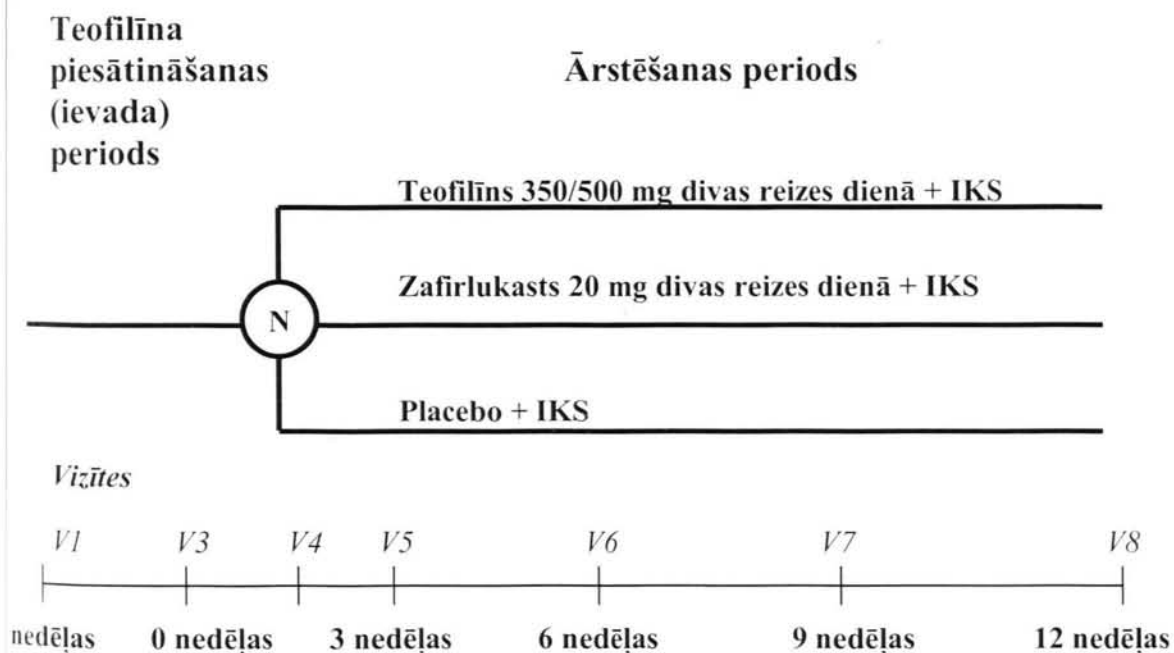 Teofilīna
piesātināšanas
(ievada)
periods
Ārstēšanas periods
Teofilīns 350/500 mg divas reizes dienā + IKS
Zafirlukasts 20 mg divas reizes dienā + IKS
N
Placebo + IKS
Vizītes
V1 V3 V4 V5 V6 V7 V8
nedēļas 0 nedēļas 3 nedēļas 6 nedēļas 9 nedēļas 12 nedēļas